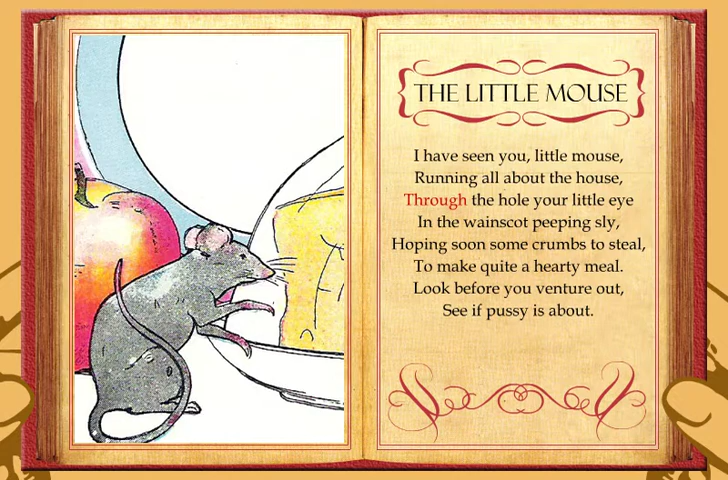 THE LITTLE MOUSE
I have seen you, little mouse,
Running all about the house,
Through the hole your little eye
In the wainscot peeping sly,
Hoping soon some crumbs to steal,
To make quite a hearty meal.
Look before you venture out,
See if pussy is about.